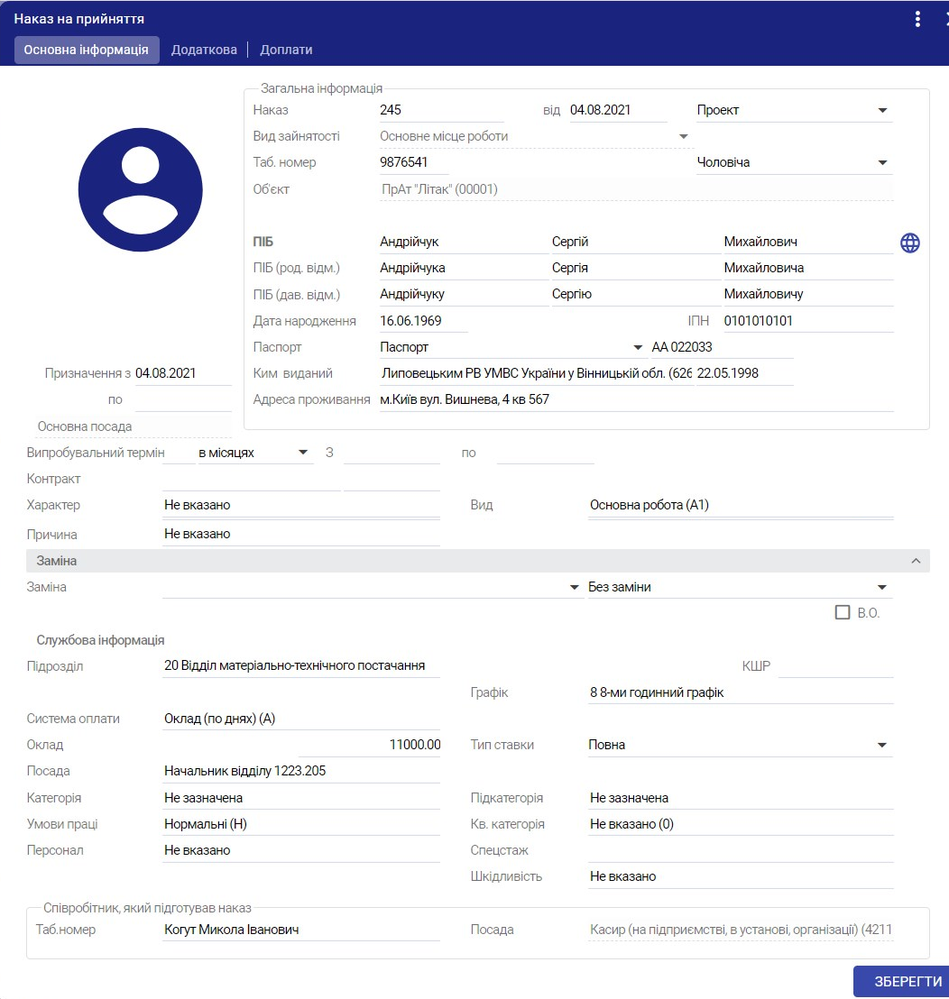 Наказ на прийняття
Основна інформація Додаткова Доплати
Загальна інформація
Наказ 245 від 04.08.2021 Проект
Вид зайнятості Основне місце роботи
Таб. номер 9876541 Чоловіча
Об'єкт ПрАт "Літак" (00001)
ПІБ Андрійчук Сергій Михайлович
ПІБ (род. відм.) Андрійчука Сергія Михайловича
ПІБ (дав. відм.) Андрійчуку Сергію Михайловичу
Дата народження 16.06.1969 ІПН 0101010101
Паспорт Паспорт АА 022033
Призначення з 04.08.2021 Ким виданий Липовецьким РВ УМВС України у Вінницькій обл. (626 22.05.1998
по Адреса проживання м.Київ вул. Вишнева, 4 кв 567
Основна посада
Випробувальний термін в місяцях З по
Контракт
Характер Не вказано Вид Основна робота (А1)
Причина Не вказано
Заміна
Заміна Без заміни
В.О.
Службова інформація
Підрозділ 20 Відділ матеріально-технічного постачання КШР
Графік 8 8-ми годинний графік
Система оплати Оклад (по днях) (А)
Оклад 11000.00 Тип ставки Повна
Посада Начальник відділу 1223.205
Категорія Не зазначена Підкатегорія Не зазначена
Умови праці Нормальні (Н) Кв. категорія Не вказано (0)
Персонал Не вказано Спецстаж
Шкідливість Не вказано
Співробітник, який підготував наказ
Таб.номер Когут Микола Іванович Посада Касир (на підприємстві, в установі, організації) (4211
ЗБЕРЕГТИ